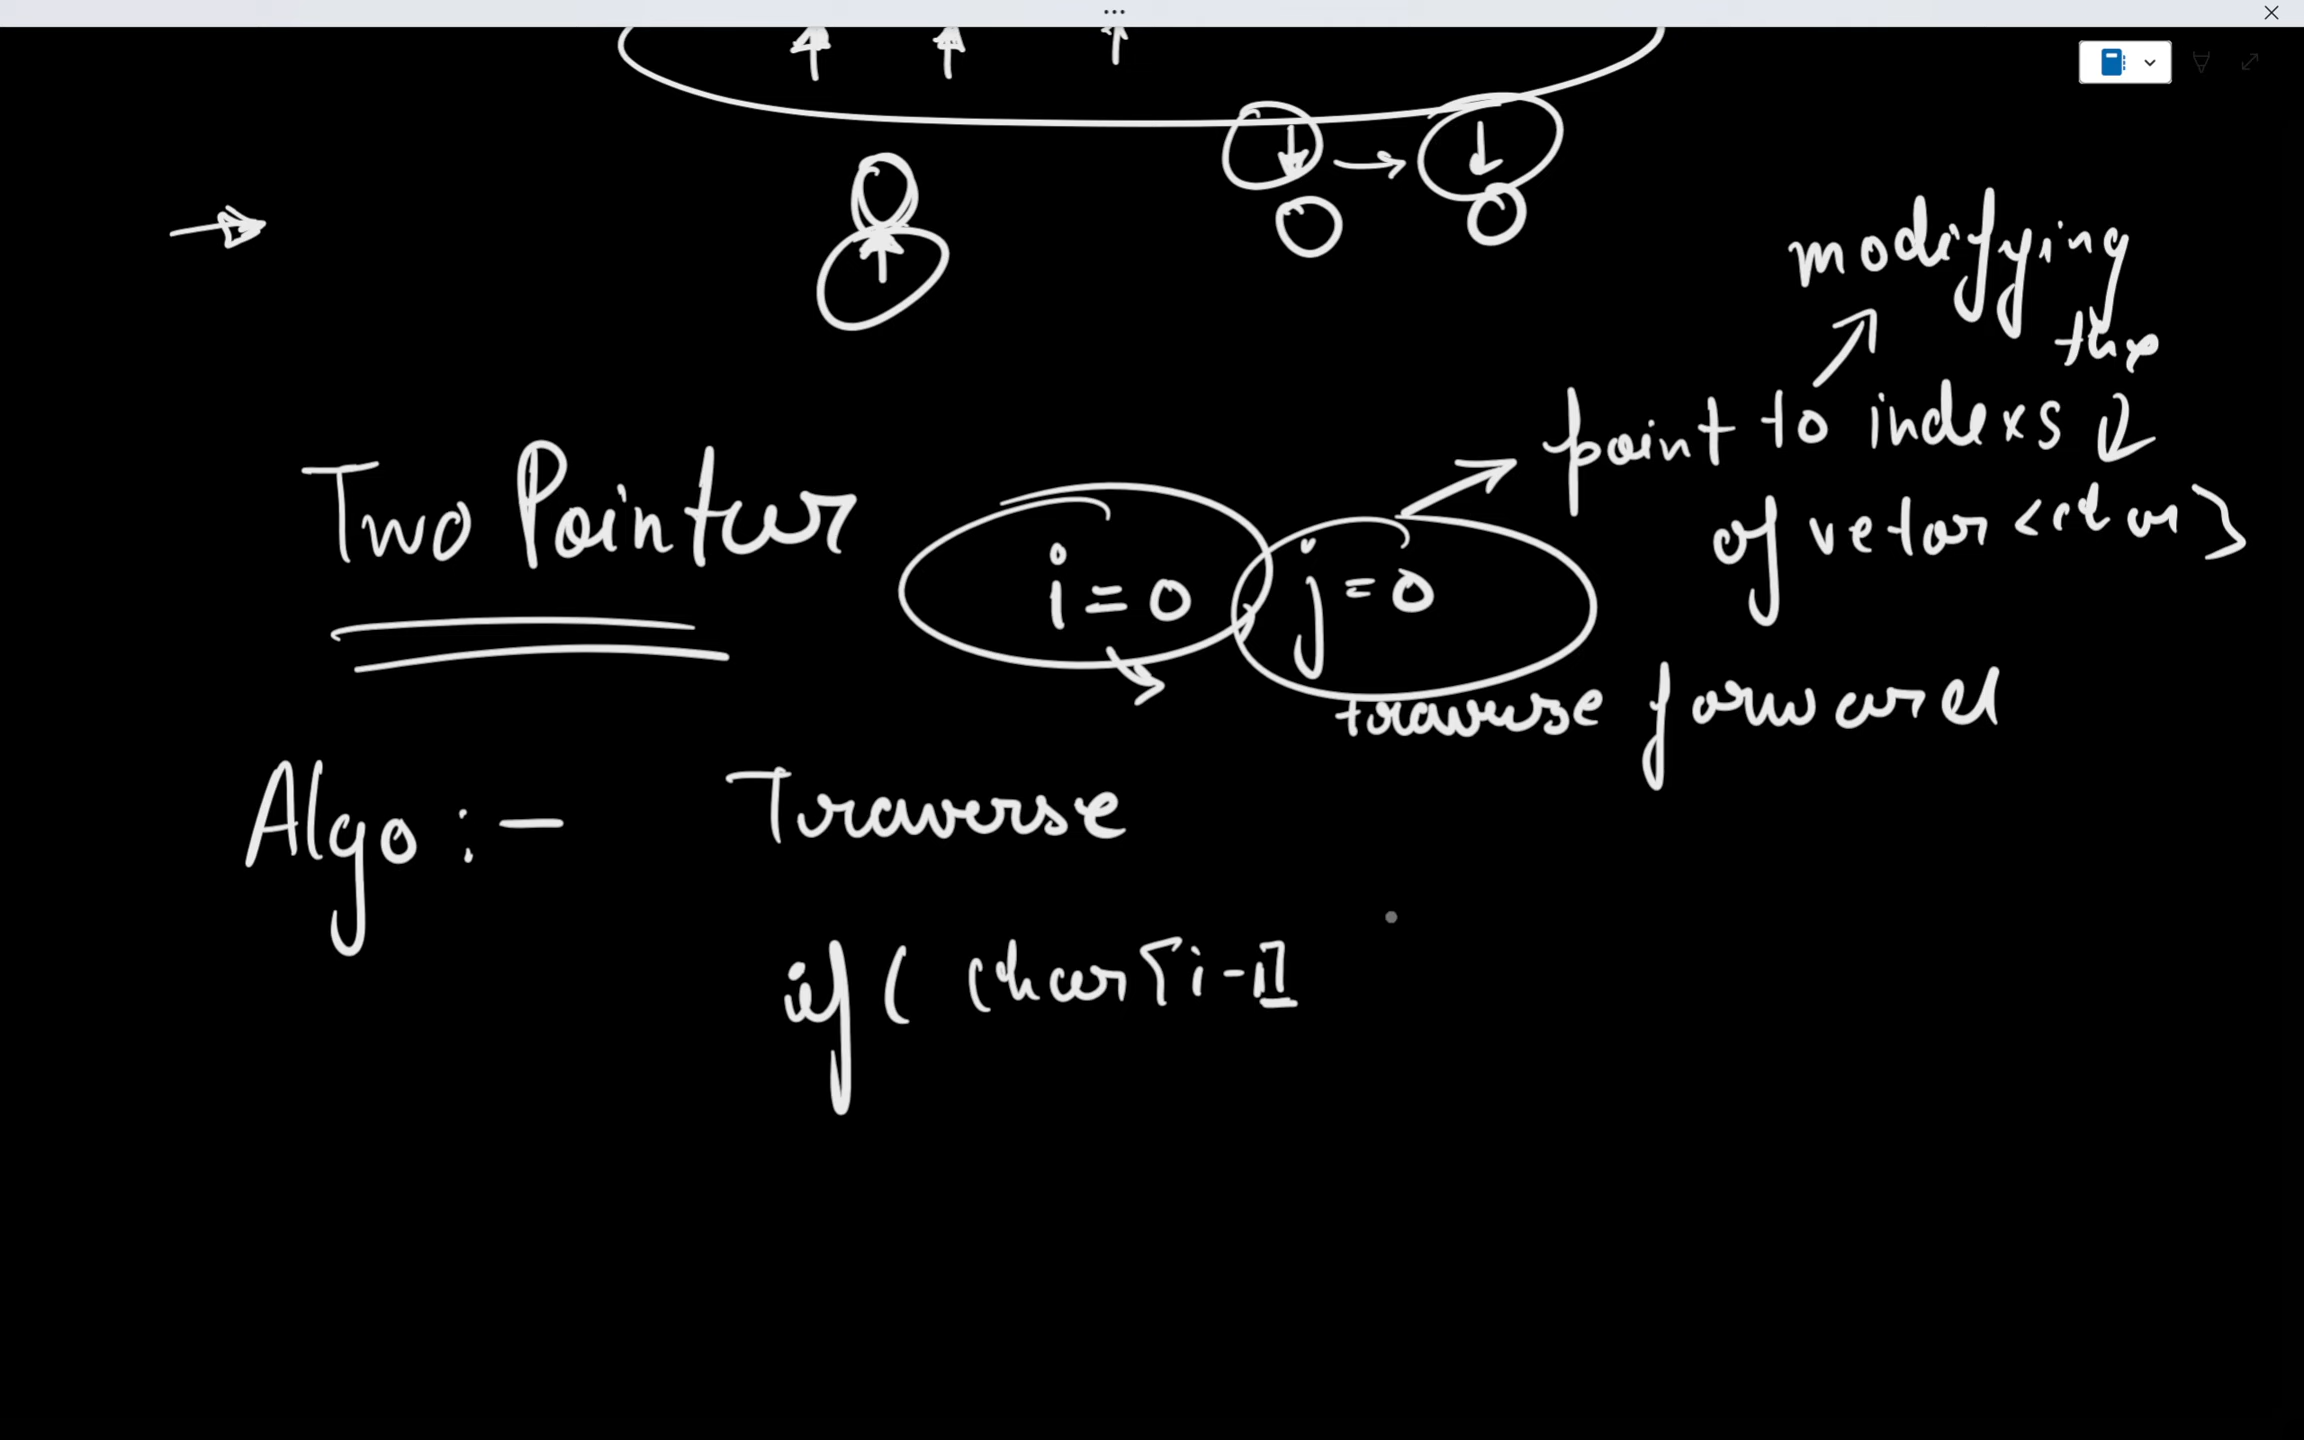 modifying
the
point to indexs
of vetor <char>
Two Pointer
i = 0
j = 0
traverse forward
Algo :- Traverse
if ( char[i-1]